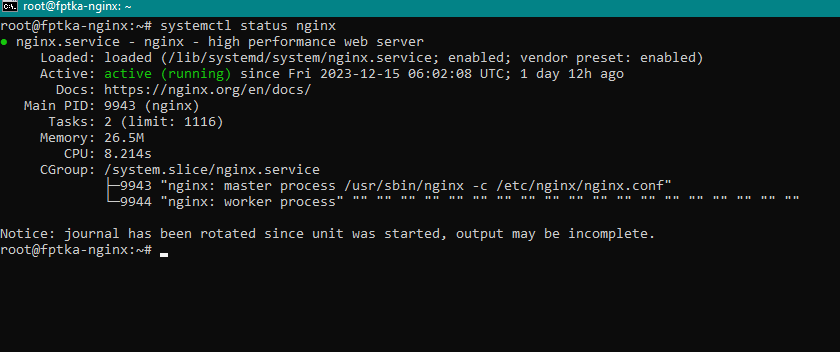 root@fptka-nginx: ~
root@fptka-nginx:~# systemctl status nginx
● nginx.service - nginx - high performance web server
     Loaded: loaded (/lib/systemd/system/nginx.service; enabled; vendor preset: enabled)
     Active: active (running) since Fri 2023-12-15 06:02:08 UTC; 1 day 12h ago
       Docs: https://nginx.org/en/docs/
   Main PID: 9943 (nginx)
      Tasks: 2 (limit: 1116)
     Memory: 26.5M
        CPU: 8.214s
     CGroup: /system.slice/nginx.service
             ├─9943 "nginx: master process /usr/sbin/nginx -c /etc/nginx/nginx.conf"
             └─9944 "nginx: worker process" "" "" "" "" "" "" "" "" "" "" "" "" "" "" "" "" "" "" ""
Notice: journal has been rotated since unit was started, output may be incomplete.
root@fptka-nginx:~#